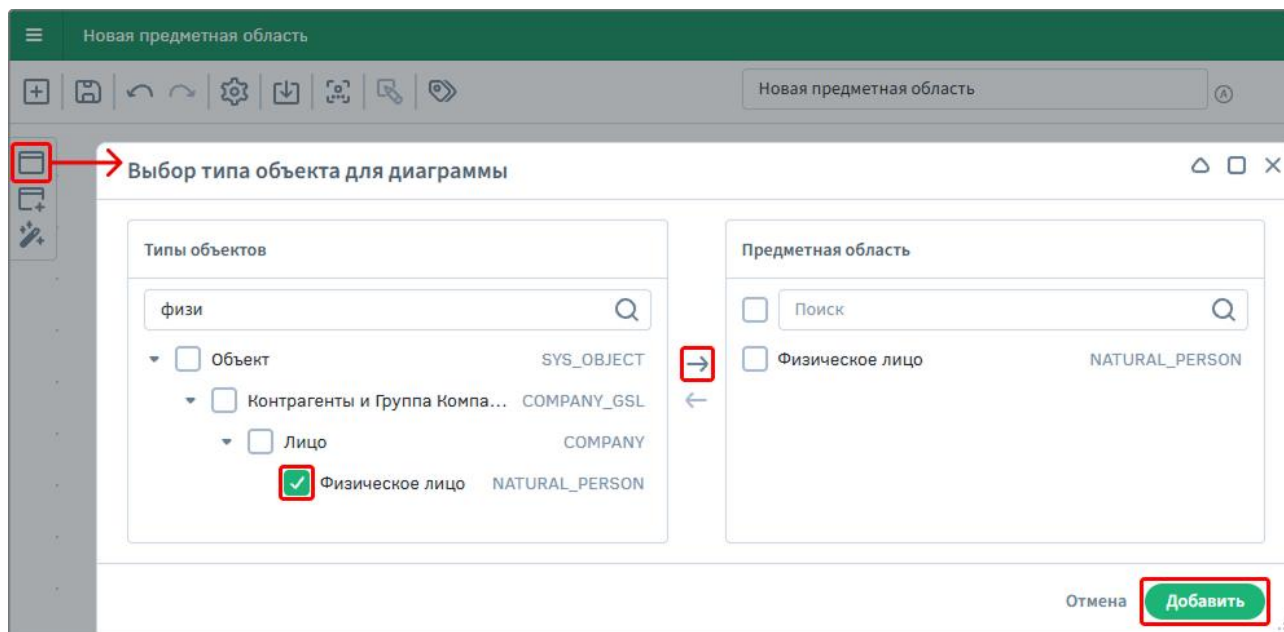 Новая предметная область
Новая предметная область
Выбор типа объекта для диаграммы
Типы объектов
Предметная область
физи
Поиск
Объект SYS_OBJECT
Физическое лицо NATURAL_PERSON
Контрагенты и Группа Компа... COMPANY_GSL
Лицо COMPANY
Физическое лицо NATURAL_PERSON
Отмена Добавить